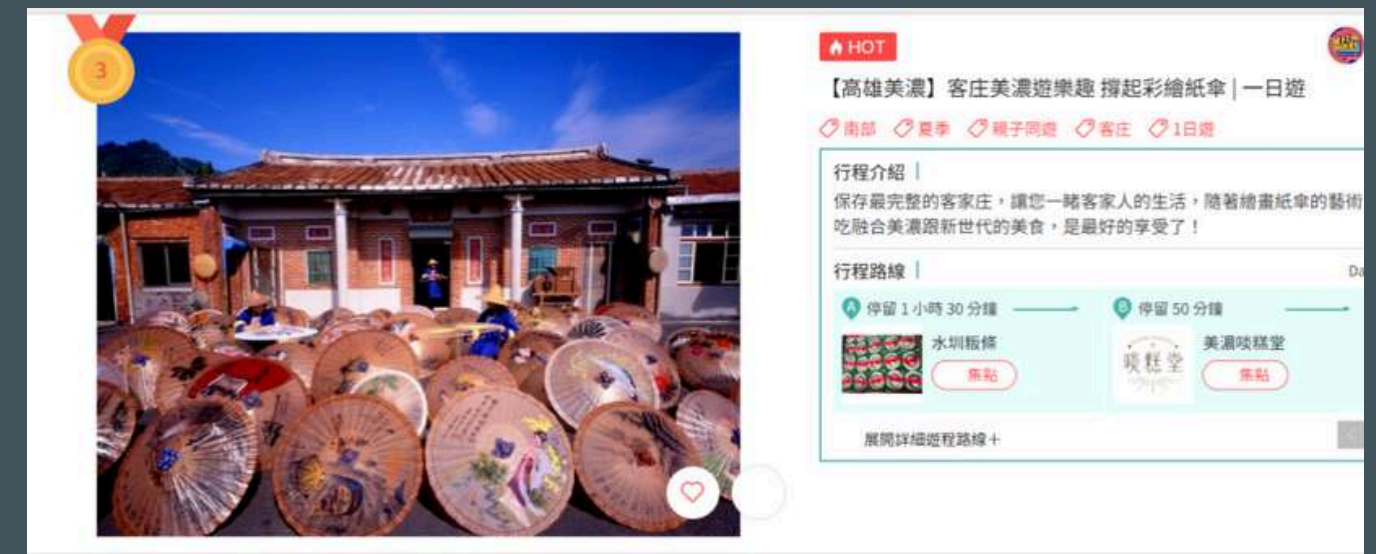 3
HOT
【高雄美濃】客庄美濃遊樂趣 撐起彩繪紙傘 | 一日遊
南部 夏季 親子同遊 客庄 1日遊
行程介紹
保存最完整的客家庄，讓您一睹客家人的生活，隨著繪畫紙傘的藝術
吃融合美濃跟新世代的美食，是最好的享受了！
行程路線
Da
A 停留 1 小時 30 分鐘
B 停留 50 分鐘
水圳粄條
美濃啖糕堂
啖糕堂
集點
集點
展開詳細遊程路線＋